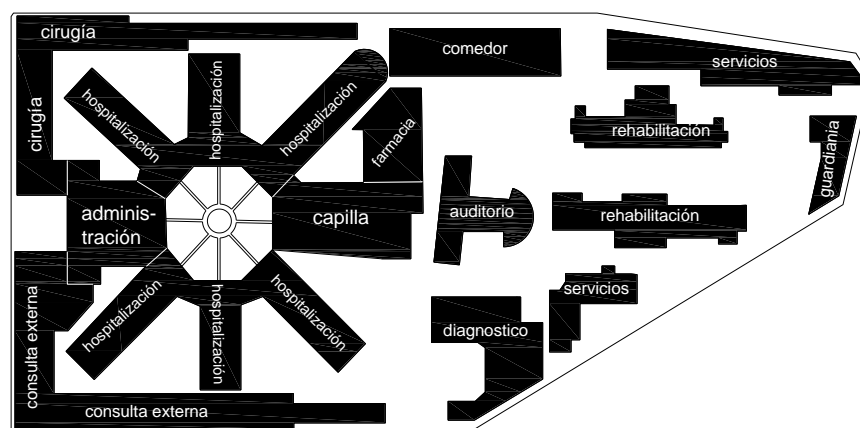 cirugía
comedor
servicios
cirugía
hospitalización
hospitalización
hospitalización
farmacia
rehabilitación
guardiania
adminis-
tración
capilla
auditorio
rehabilitación
servicios
consulta externa
hospitalización
hospitalización
hospitalización
diagnostico
consulta externa